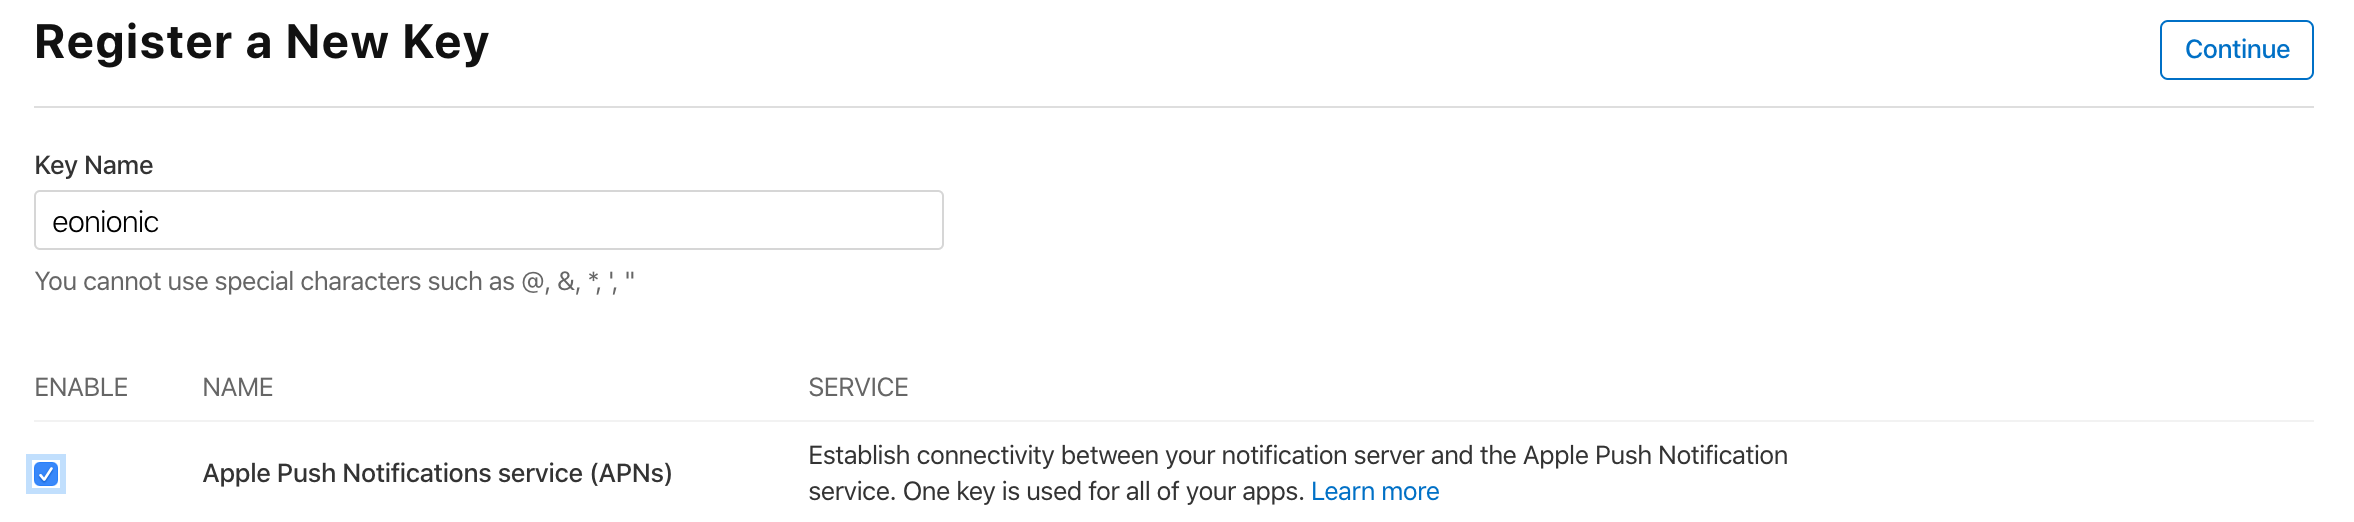 Register a New Key
Continue
Key Name
eonionic
You cannot use special characters such as @, &, *, ', "
ENABLE NAME SERVICE
Apple Push Notifications service (APNs)
Establish connectivity between your notification server and the Apple Push Notification
service. One key is used for all of your apps. Learn more